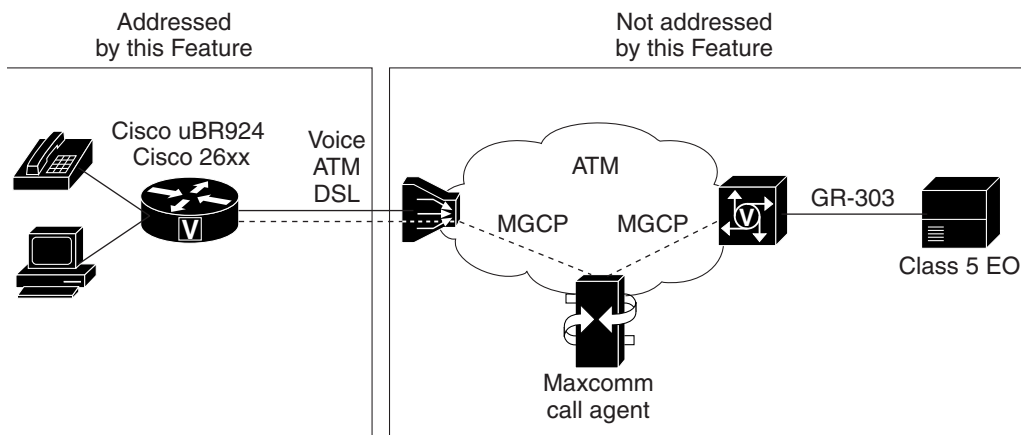 Addressed
by this Feature
Not addressed
by this Feature
Cisco uBR924
Cisco 26xx
Voice
ATM
DSL
V
ATM
MGCP
MGCP
V
GR-303
Class 5 EO
Maxcomm
call agent